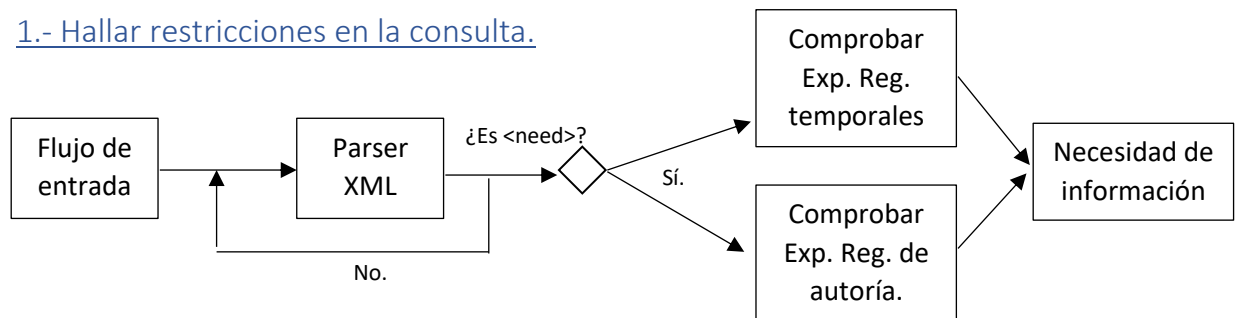 1.- Hallar restricciones en la consulta.
Flujo de
entrada
Parser
XML
¿Es <need>?
No.
Sí.
Comprobar
Exp. Reg.
temporales
Comprobar
Exp. Reg. de
autoría.
Necesidad de
información